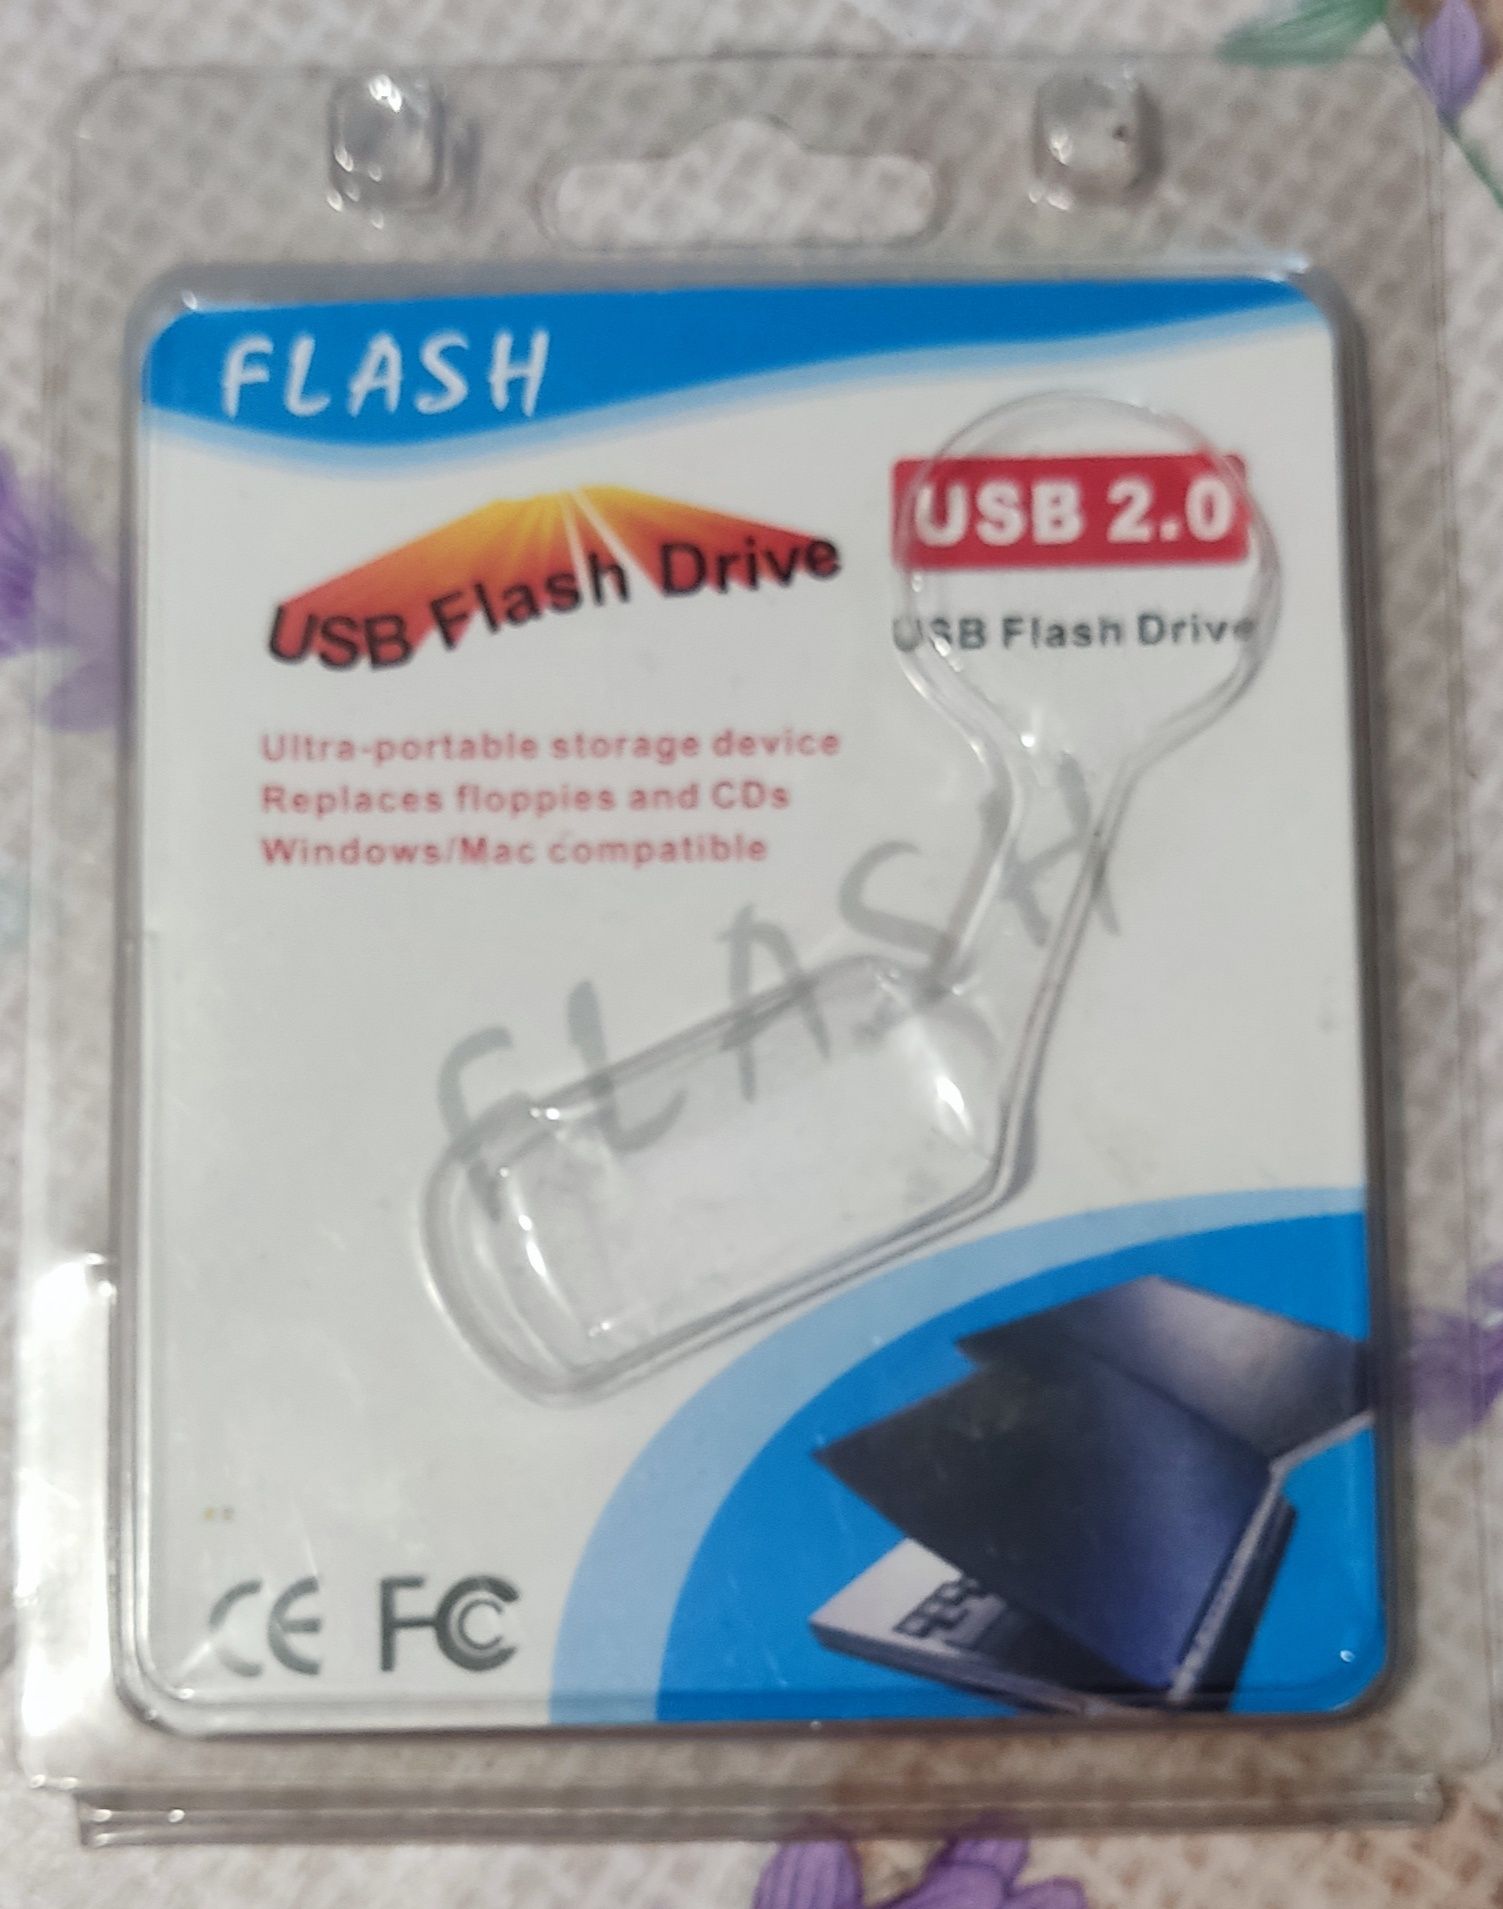 FLASH
USB Flash Drive
USB 2.0
USB Flash Drive
Ultra-portable storage device
Replaces floppies and CDs
Windows/Mac compatible
FLASH
CE FC